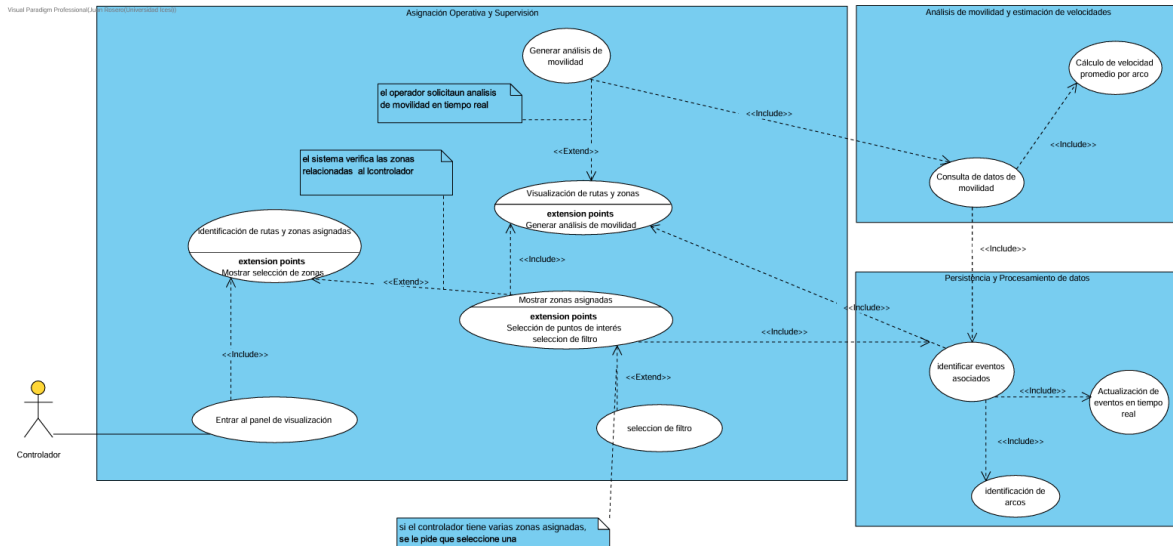 Visual Paradigm Professional(Juan Rosero(Universidad Icesi))
Asignación Operativa y Supervisión
Análisis de movilidad y estimación de velocidades
Generar análisis de
movilidad
Cálculo de velocidad
promedio por arco
el operador solicitaun analisis
de movilidad en tiempo real
<<Include>>
<<Include>>
<<Extend>>
el sistema verifica las zonas
relacionadas al lcontrolador
Consulta de datos de
movilidad
Visualización de rutas y zonas
extension points
Generar análisis de movilidad
Identificación de rutas y zonas asignadas
extension points
Mostrar selección de zonas
<<Include>>
<<Include>>
<<Extend>>
Persistencia y Procesamiento de datos
Mostrar zonas asignadas
extension points
Selección de puntos de interés
seleccion de filtro
<<Include>>
<<Include>>
<<Include>>
identificar eventos
asociados
<<Extend>>
<<Include>>
Actualización de
eventos en tiempo
real
Entrar al panel de visualización
seleccion de filtro
<<Include>>
Controlador
identificación de
arcos
si el controlador tiene varias zonas asignadas,
se le pide que seleccione una